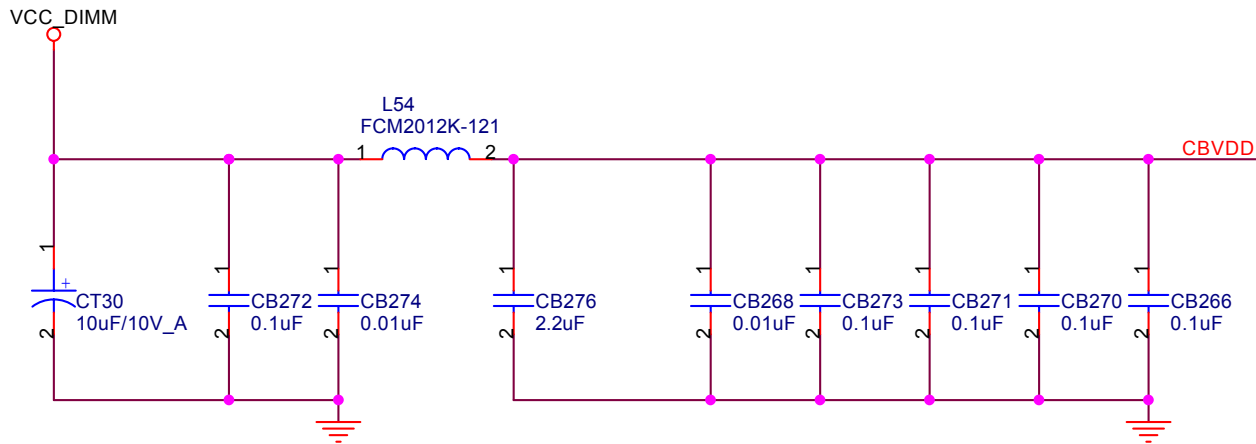 VCC_DIMM
L54
FCM2012K-121
1
2
CBVDD
1
+
CT30
10uF/10V_A
2
1
CB272
0.1uF
2
1
CB274
0.01uF
2
1
CB276
2.2uF
2
1
CB268
0.01uF
2
1
CB273
0.1uF
2
1
CB271
0.1uF
2
1
CB270
0.1uF
2
1
CB266
0.1uF
2